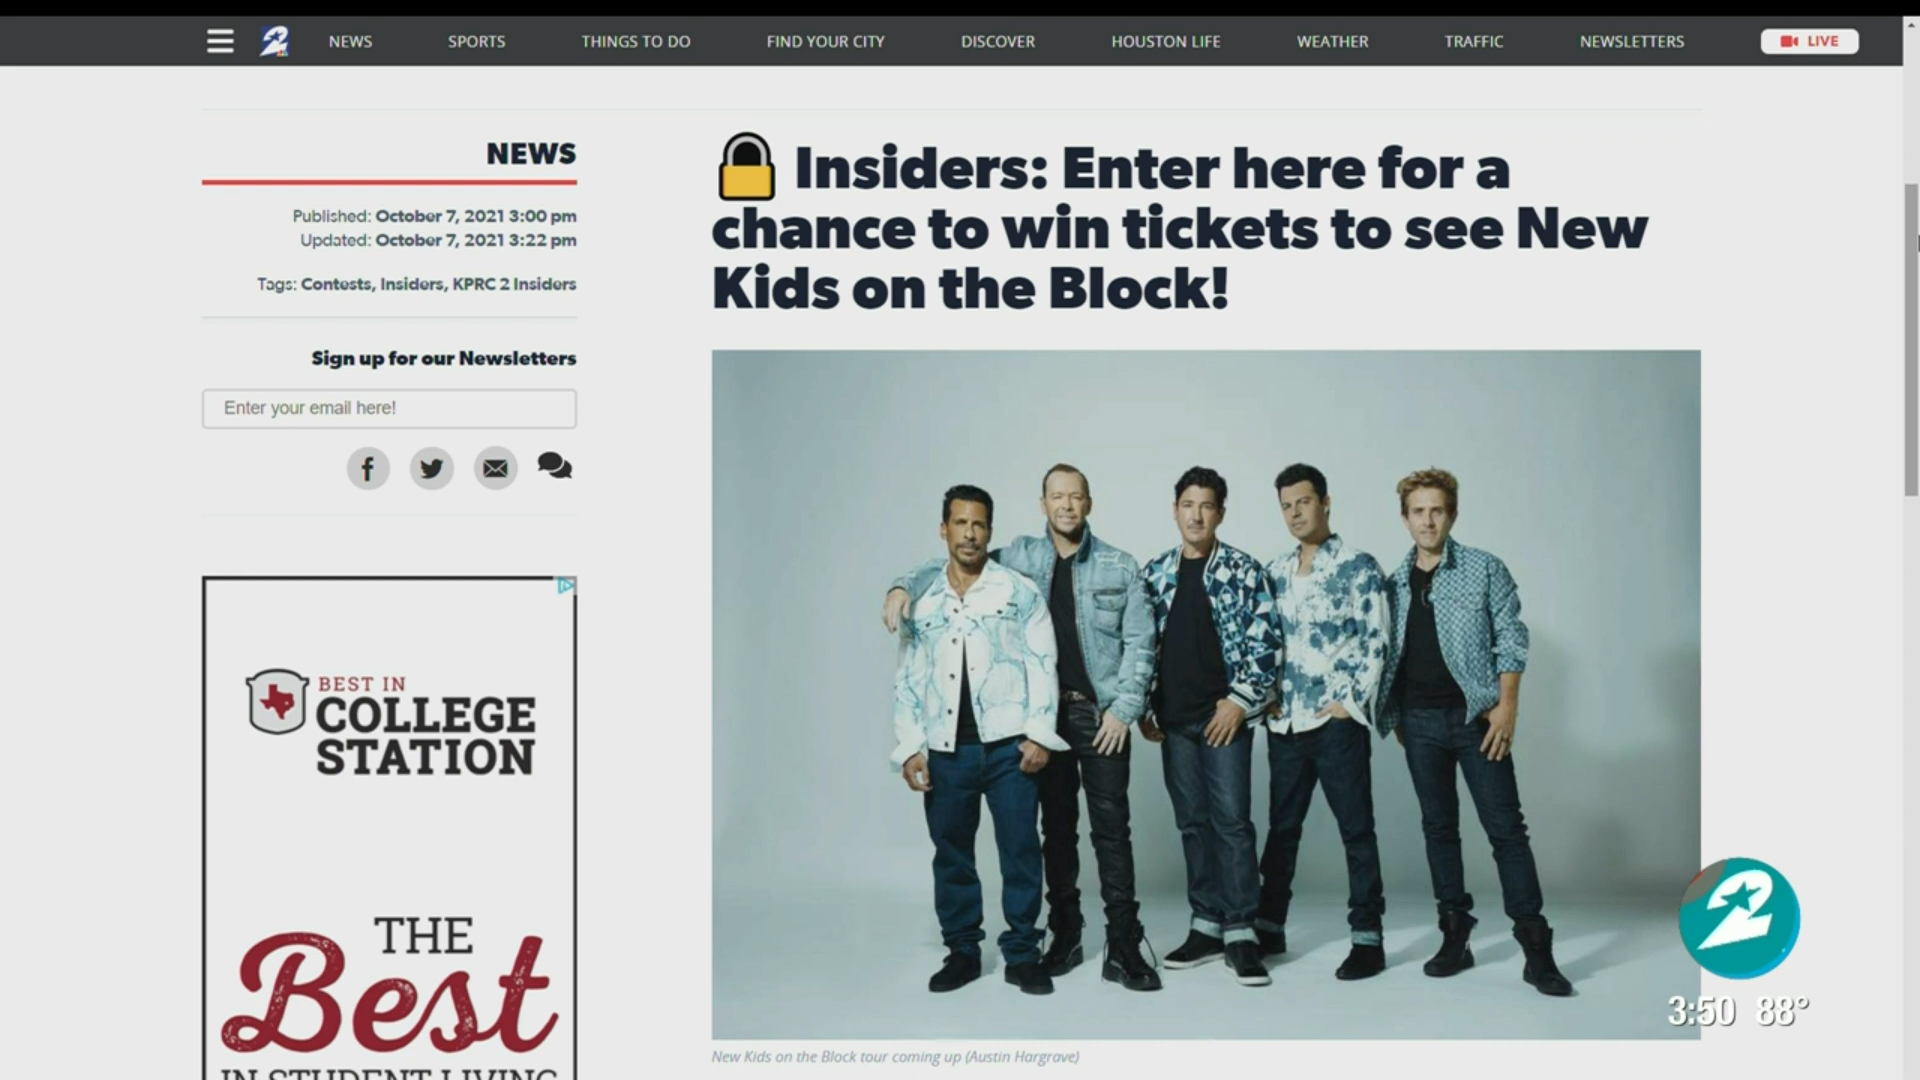 NEWS SPORTS THINGS TO DO FIND YOUR CITY DISCOVER HOUSTON LIFE WEATHER TRAFFIC NEWSLETTERS LIVE
NEWS
Published: October 7, 2021 3:00 pm
Updated: October 7, 2021 3:22 pm
Tags: Contests, Insiders, KPRC 2 Insiders
Sign up for our Newsletters
Enter your email here!
BEST IN
COLLEGE
STATION
THE
Best
IN STUDENT LIVING
Insiders: Enter here for a
chance to win tickets to see New
Kids on the Block!
New Kids on the Block tour coming up (Austin Hargrave)
2
3:50 88°